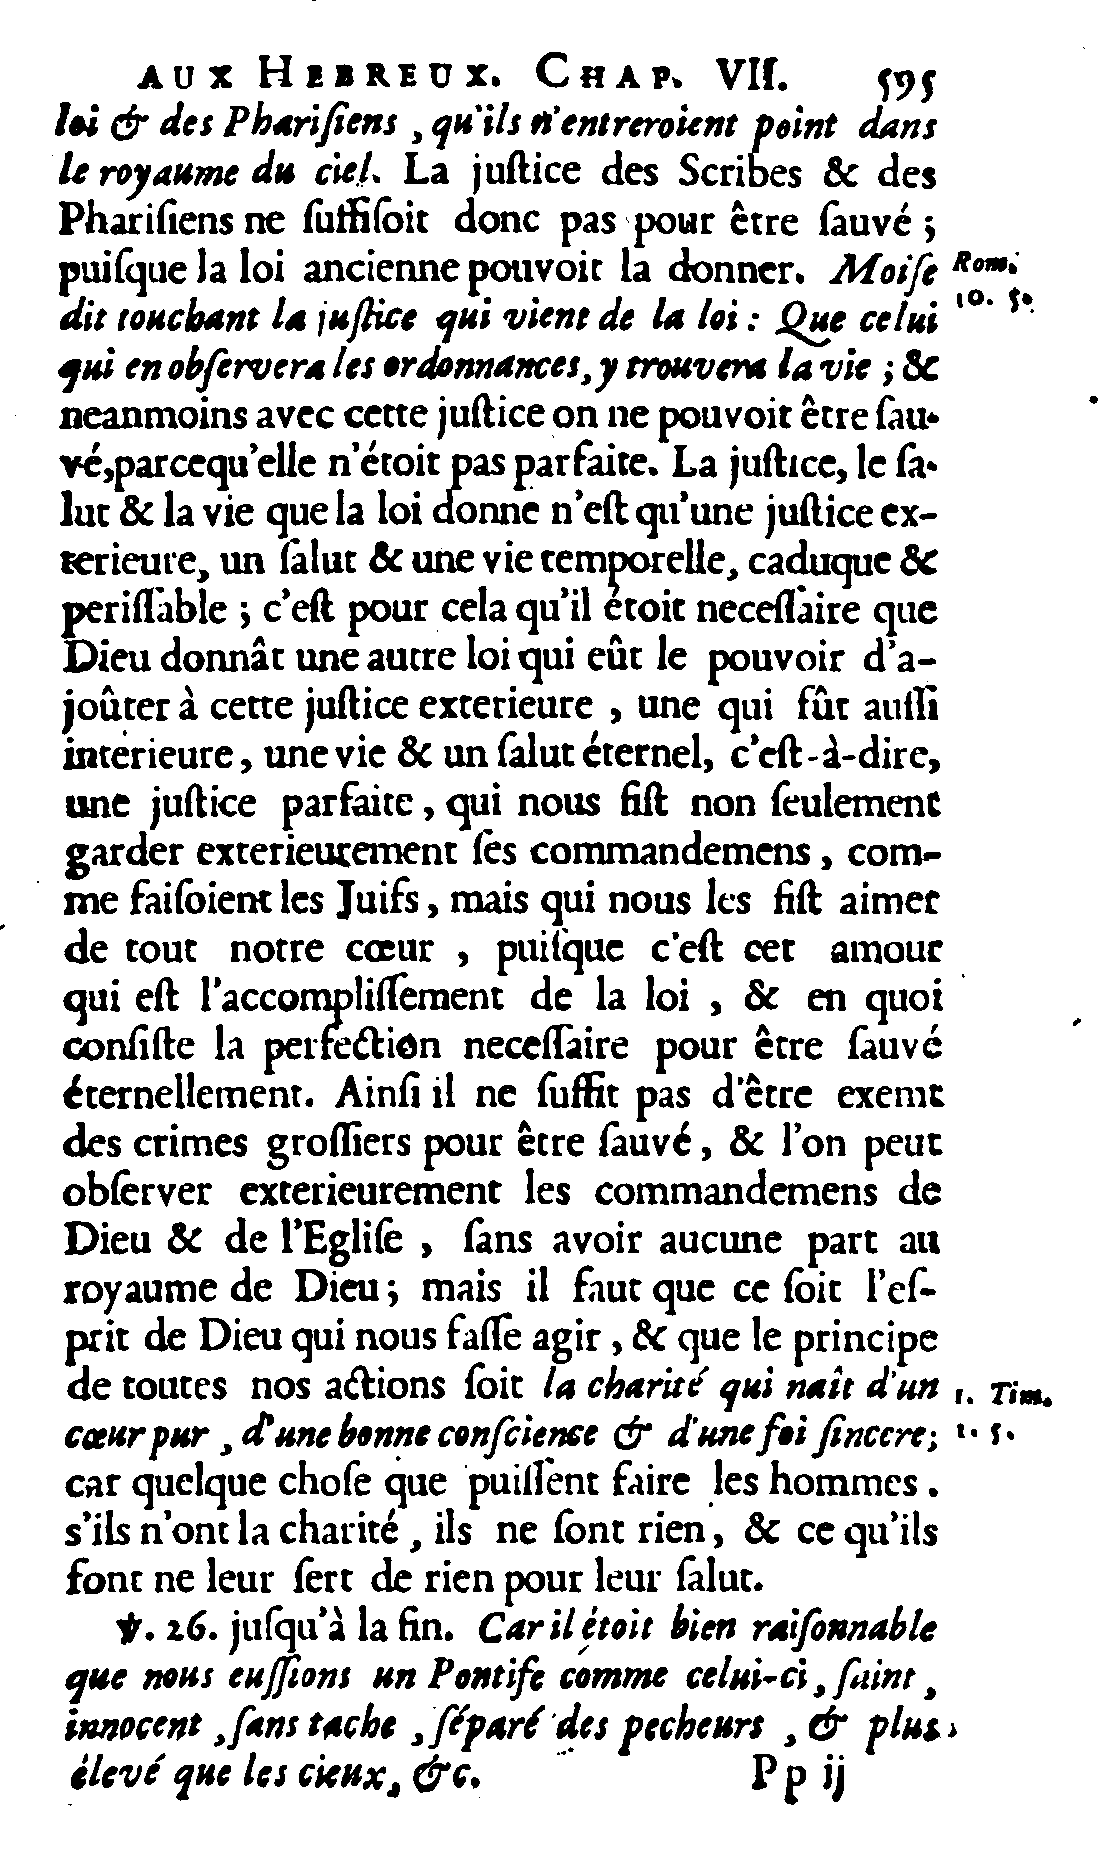 AUX HEBREUX. CHAP. VII. 595
loi & des Phariſiens, qu'ils n'entreroient point dans
le royaume du ciel. La juſtice des Scribes & des
Phariſiens ne ſuffiſoit donc pas pour être ſauvé ;
puiſque la loi ancienne pouvoit la donner. Moiſe
Rom.
dit touchant la juſtice qui vient de la loi : Que celui
10. 5.
qui en obſervera les ordonnances, y trouvera la vie ; &
neanmoins avec cette juſtice on ne pouvoit être ſau-
vé, parcequ'elle n'étoit pas parfaite. La juſtice, le ſa-
lut & la vie que la loi donne n'eſt qu'une juſtice ex-
terieure, un ſalut & une vie temporelle, caduque &
periſſable ; c'eſt pour cela qu'il étoit neceſſaire que
Dieu donnât une autre loi qui eût le pouvoir d'a-
joûter à cette juſtice exterieure , une qui fût auſſi
interieure, une vie & un ſalut éternel, c'eſt-à-dire,
une juſtice parfaite, qui nous fiſt non ſeulement
garder exterieurement ſes commandemens, com-
me faiſoient les Juifs, mais qui nous les fiſt aimer
de tout notre cœur , puiſque c'eſt cet amour
qui eſt l'accompliſſement de la loi , & en quoi
conſiſte la perfection neceſſaire pour être ſauvé
éternellement. Ainſi il ne ſuffit pas d'être exemt
des crimes groſſiers pour être ſauvé, & l'on peut
obſerver exterieurement les commandemens de
Dieu & de l'Egliſe , ſans avoir aucune part au
royaume de Dieu; mais il faut que ce ſoit l'eſ-
prit de Dieu qui nous faſſe agir, & que le principe
de toutes nos actions ſoit la charité qui naît d'un
1. Tim.
cœur pur, d'une bonne conſcience & d'une foi ſincere;
1. 5.
car quelque choſe que puiſſent faire les hommes.
s'ils n'ont la charité, ils ne ſont rien, & ce qu'ils
font ne leur ſert de rien pour leur ſalut.
℣. 26. juſqu'à la fin. Car il étoit bien raiſonnable
que nous euſſions un Pontife comme celui-ci, ſaint,
innocent, ſans tache, ſéparé des pecheurs , & plus
élevé que les cieux, &c.
Pp ij